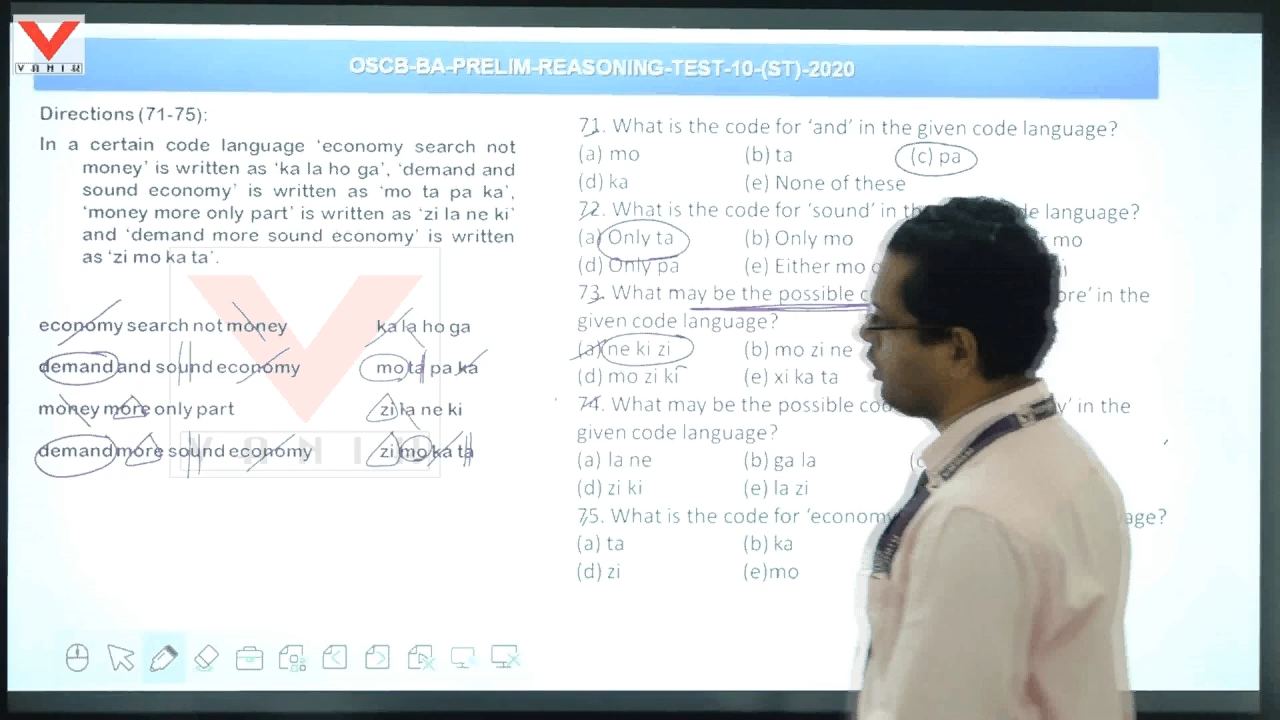 VAHINI
OSCB-BA-PRELIM-REASONING-TEST-10-(ST)-2020
Directions (71-75):
In a certain code language 'economy search not
money' is written as 'ka la ho ga', 'demand and
sound economy' is written as 'mo ta pa ka',
'money more only part' is written as 'zi la ne ki'
and 'demand more sound economy' is written
as 'zi mo ka ta'.
economy search not money ka la ho ga
demand and sound economy mo ta pa ka
money more only part zi la ne ki
demand more sound economy zi mo ka ta
71. What is the code for 'and' in the given code language?
(a) mo (b) ta (c) pa
(d) ka (e) None of these
72. What is the code for 'sound' in language?
(a) Only ta (b) Only mo mo
(d) Only pa (e) Either mo
73. What may be the possible in the
given code language?
(a) ne ki zi (b) mo zi ne
(d) mo zi ki (e) xi ka ta
74. What may be the possible in the
given code language?
(a) la ne (b) ga la
(d) zi ki (e) la zi
75. What is the code for 'economy
(a) ta (b) ka
(d) zi (e)mo